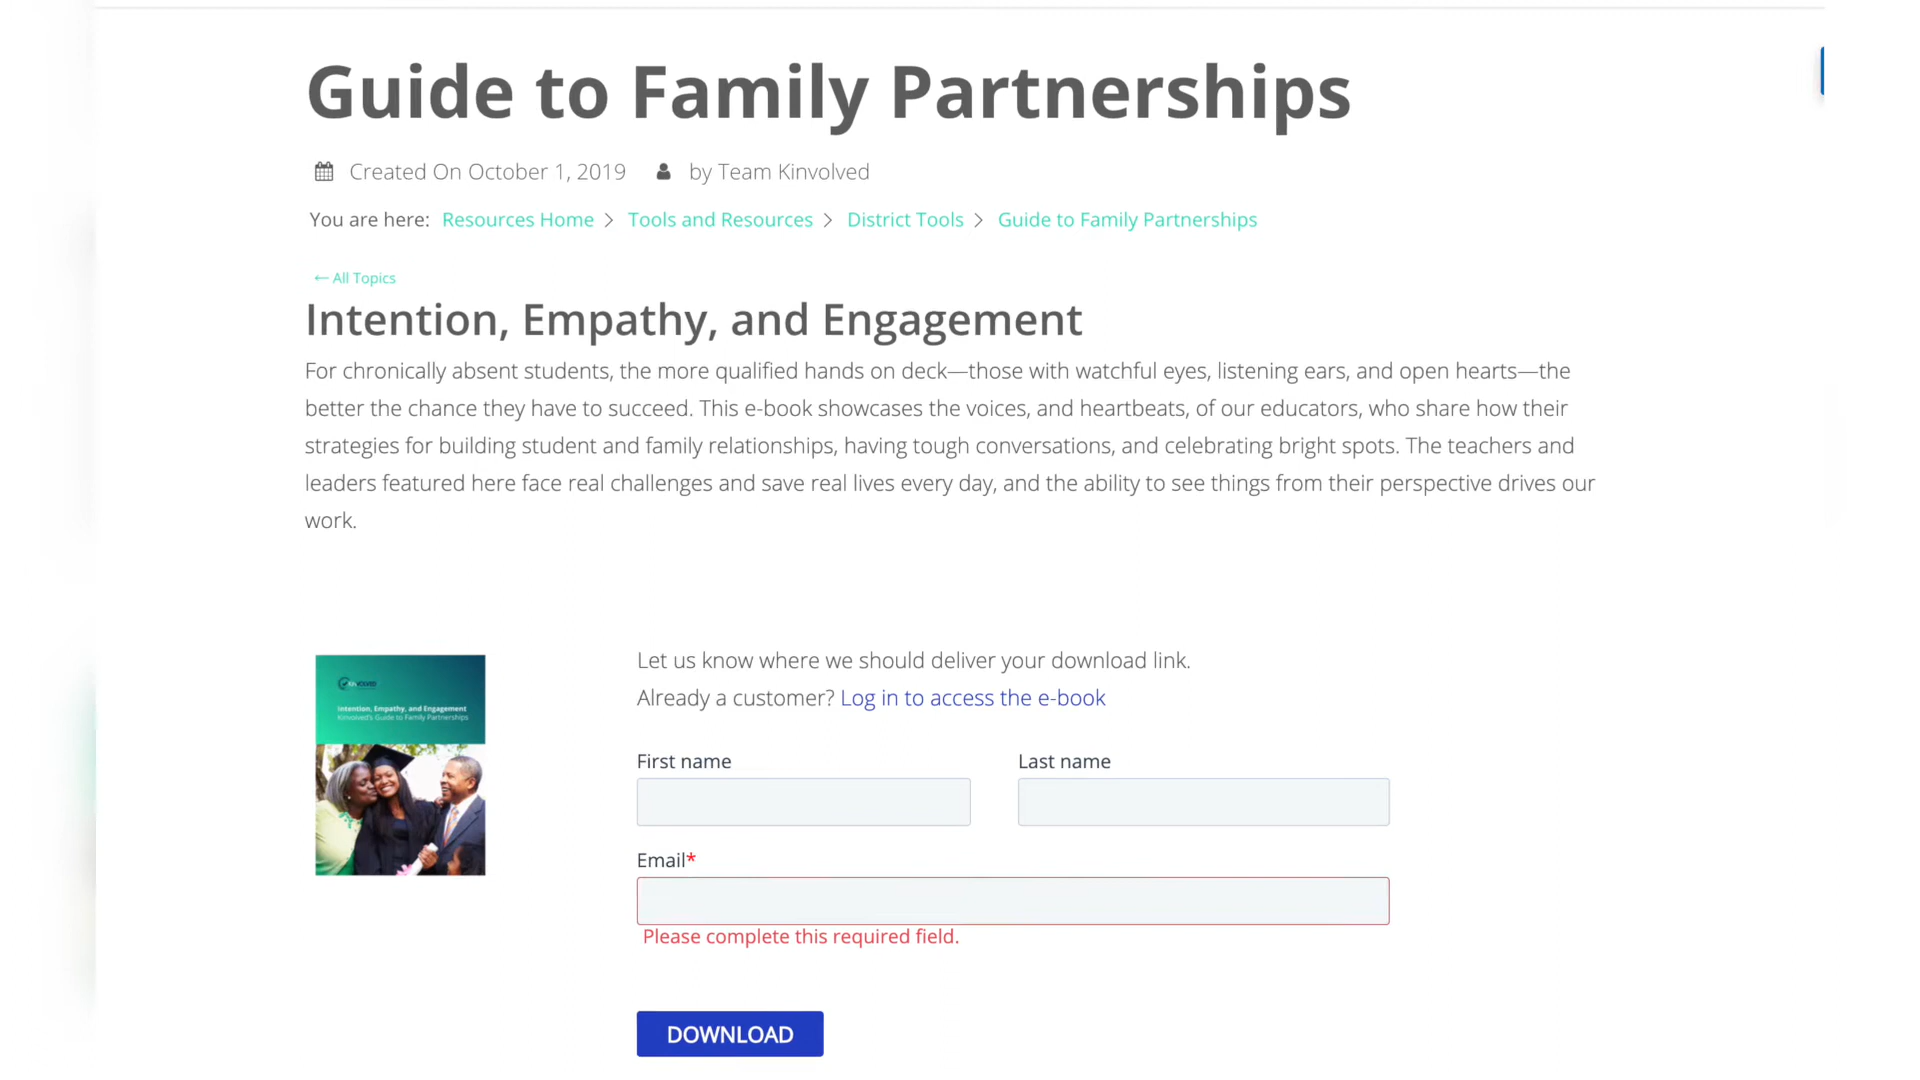 Guide to Family Partnerships
Created On October 1, 2019 by Team Kinvolved
You are here: Resources Home > Tools and Resources > District Tools > Guide to Family Partnerships
← All Topics
Intention, Empathy, and Engagement
For chronically absent students, the more qualified hands on deck—those with watchful eyes, listening ears, and open hearts—the
better the chance they have to succeed. This e-book showcases the voices, and heartbeats, of our educators, who share how their
strategies for building student and family relationships, having tough conversations, and celebrating bright spots. The teachers and
leaders featured here face real challenges and save real lives every day, and the ability to see things from their perspective drives our
work.
Intention, Empathy, and Engagement
Kinvolved's Guide to Family Partnerships
Let us know where we should deliver your download link.
Already a customer? Log in to access the e-book
First name Last name
Email*
Please complete this required field.
DOWNLOAD